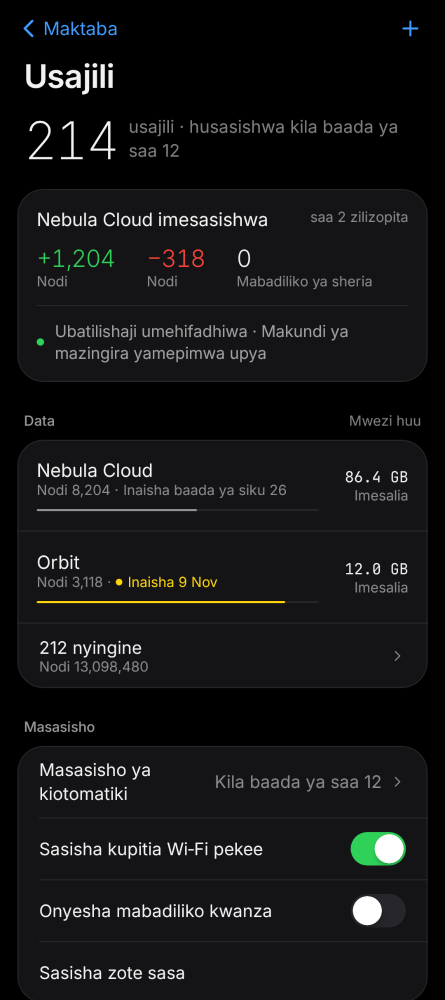 Maktaba
Usajili
214 usajili · husasishwa kila baada ya
saa 12
Nebula Cloud imesasishwa saa 2 zilizopita
+1,204 −318 0
Nodi Nodi Mabadiliko ya sheria
Ubatilishaji umehifadhiwa · Makundi ya
mazingira yamepimwa upya
Data Mwezi huu
Nebula Cloud 86.4 GB
Nodi 8,204 · Inaisha baada ya siku 26 Imesalia
Orbit 12.0 GB
Nodi 3,118 · Inaisha 9 Nov Imesalia
212 nyingine
Nodi 13,098,480
Masasisho
Masasisho ya
kiotomatiki Kila baada ya saa 12
Sasisha kupitia Wi-Fi pekee
Onyesha mabadiliko kwanza
Sasisha zote sasa